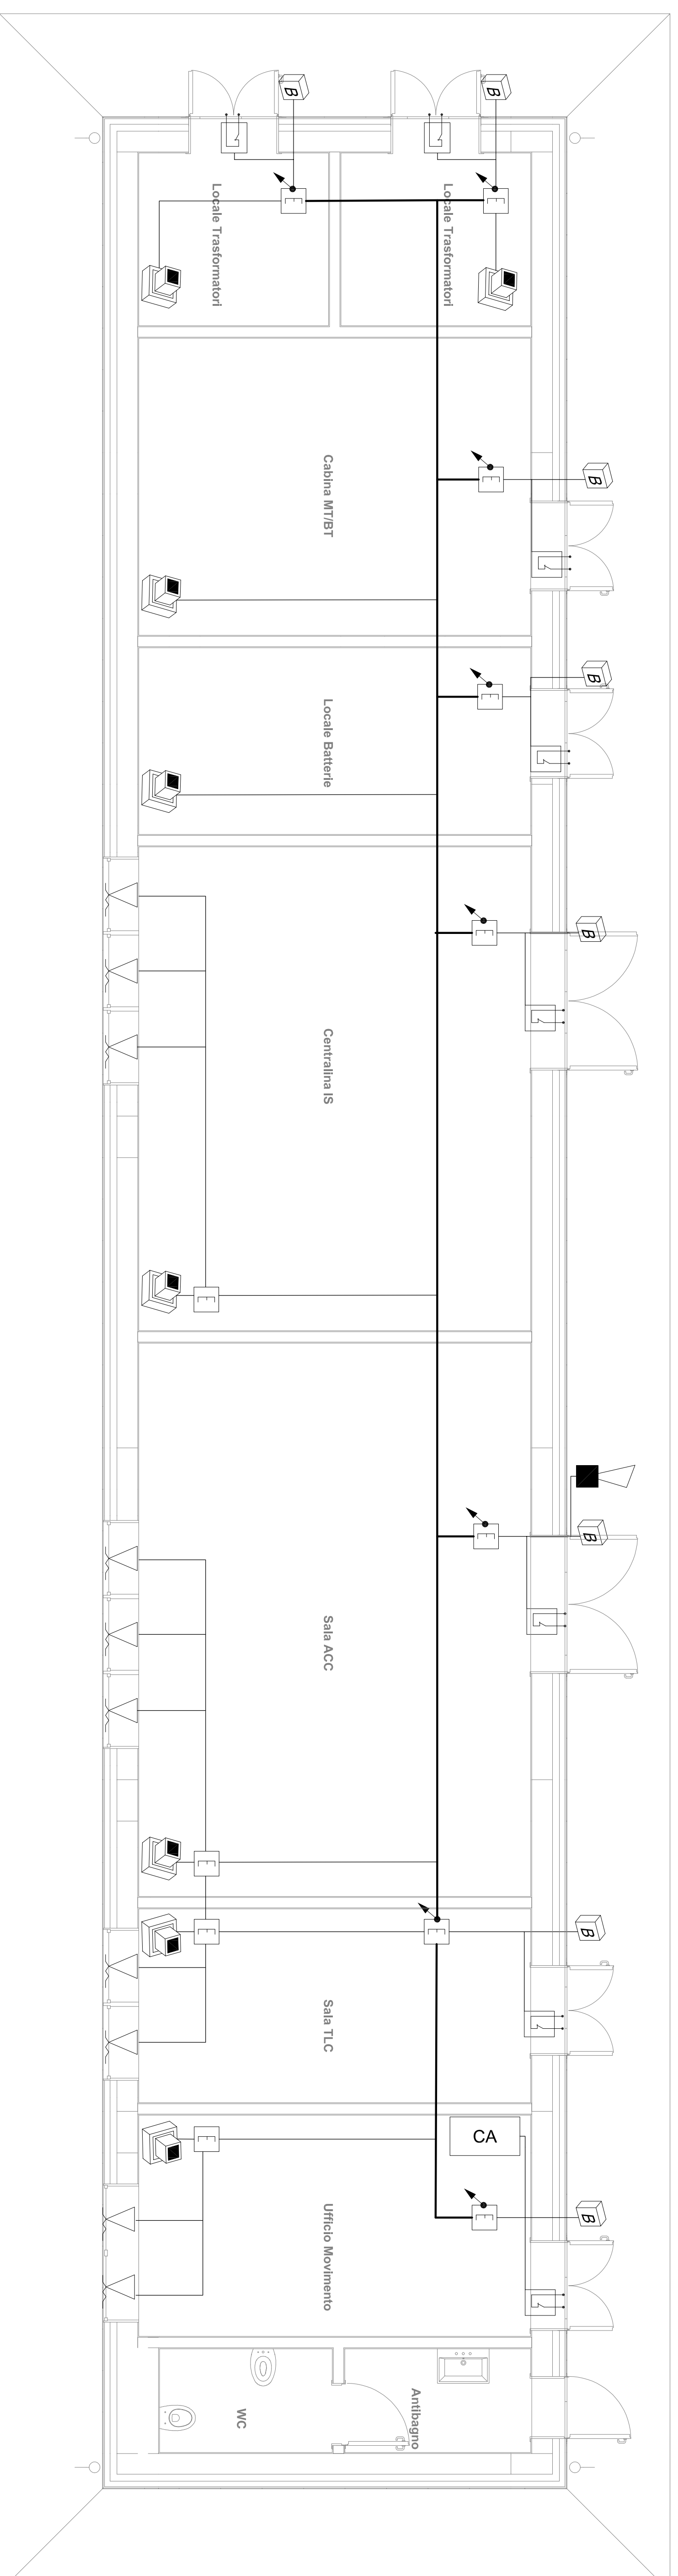 B
B
Locale Trasformatori
Locale Trasformatori
B
Cabina MT/BT
B
Locale Batterie
B
Centralina IS
B
Sala ACC
B
Sala TLC
CA
B
Ufficio Movimento
WC
Antibagno